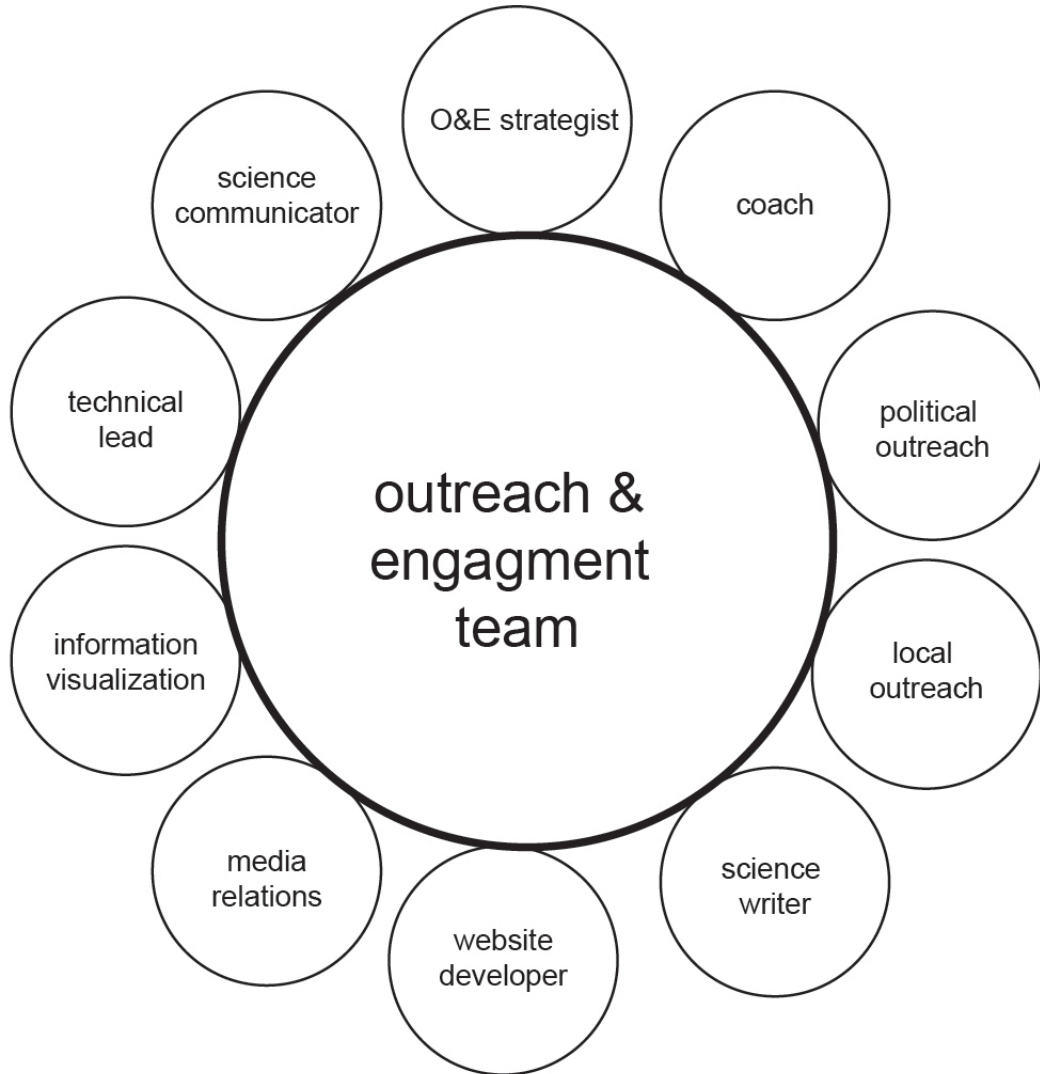 O&E strategist
coach
political
outreach
local
outreach
science
writer
website
developer
media
relations
information
visualization
technical
lead
science
communicator
outreach &
engagment
team